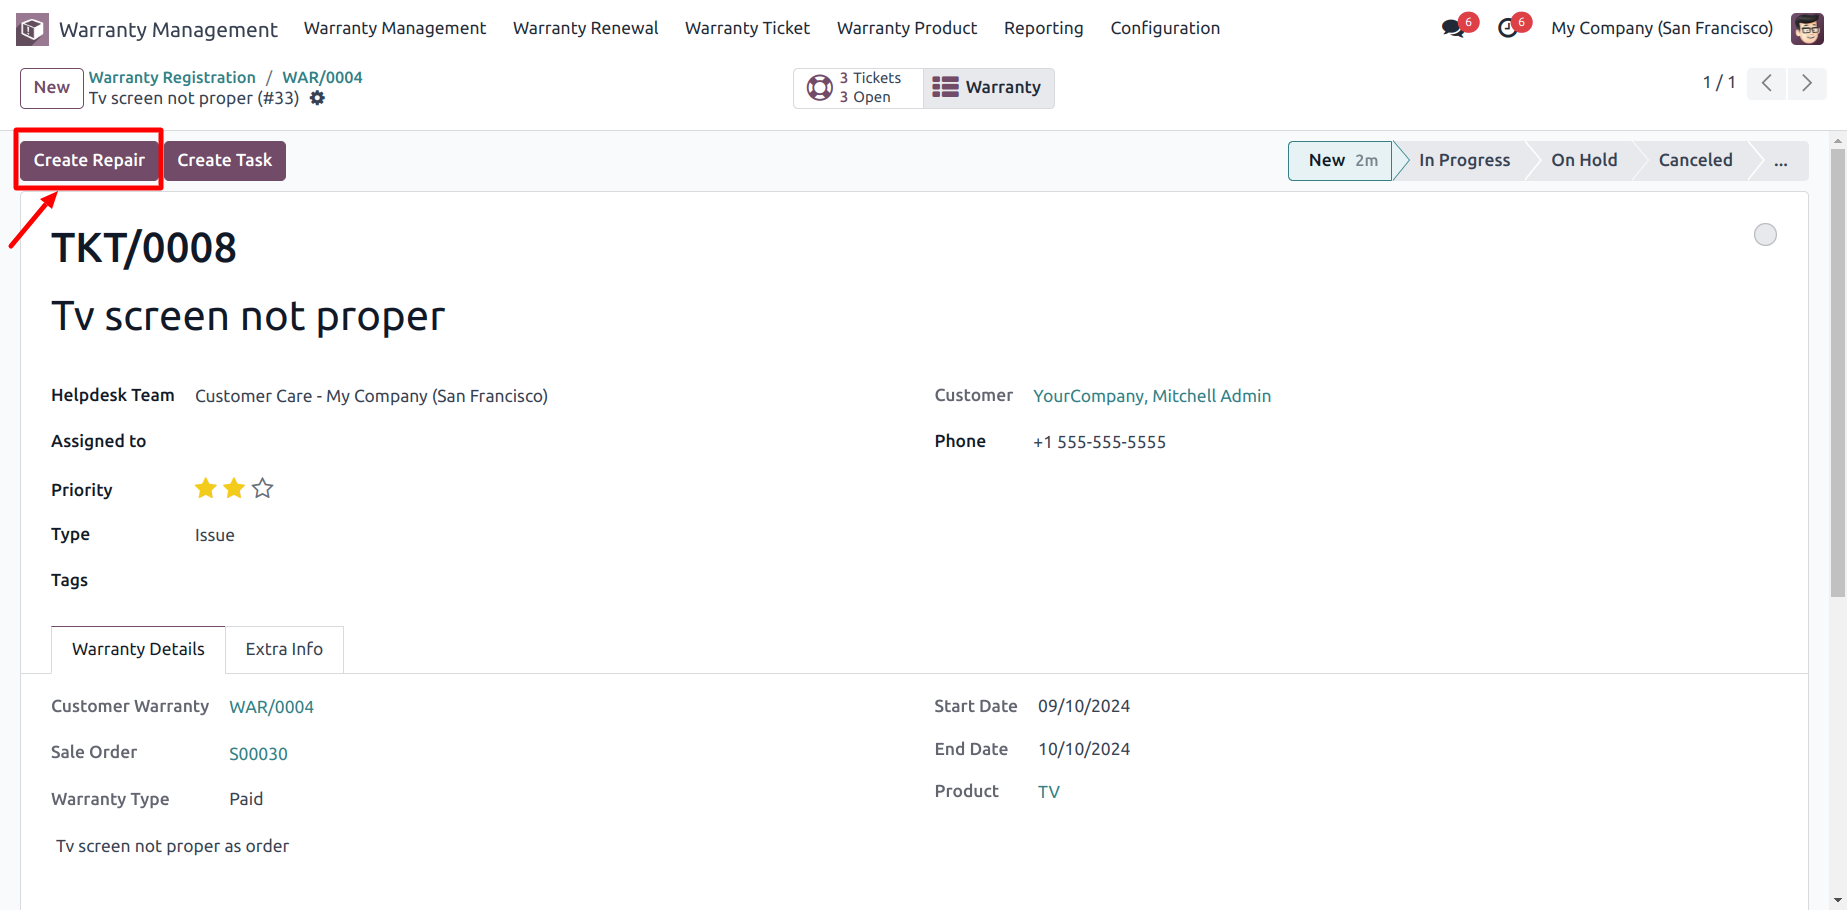 Warranty Management Warranty Management Warranty Renewal Warranty Ticket Warranty Product Reporting Configuration 6 6 My Company (San Francisco)
New Warranty Registration / WAR/0004 3 Tickets Warranty 1 / 1
Tv screen not proper (#33) 3 Open
Create Repair Create Task New 2m In Progress On Hold Canceled ...
TKT/0008
Tv screen not proper
Helpdesk Team Customer Care - My Company (San Francisco) Customer YourCompany, Mitchell Admin
Assigned to Phone +1 555-555-5555
Priority
Type Issue
Tags
Warranty Details Extra Info
Customer Warranty WAR/0004 Start Date 09/10/2024
Sale Order S00030 End Date 10/10/2024
Warranty Type Paid Product TV
Tv screen not proper as order